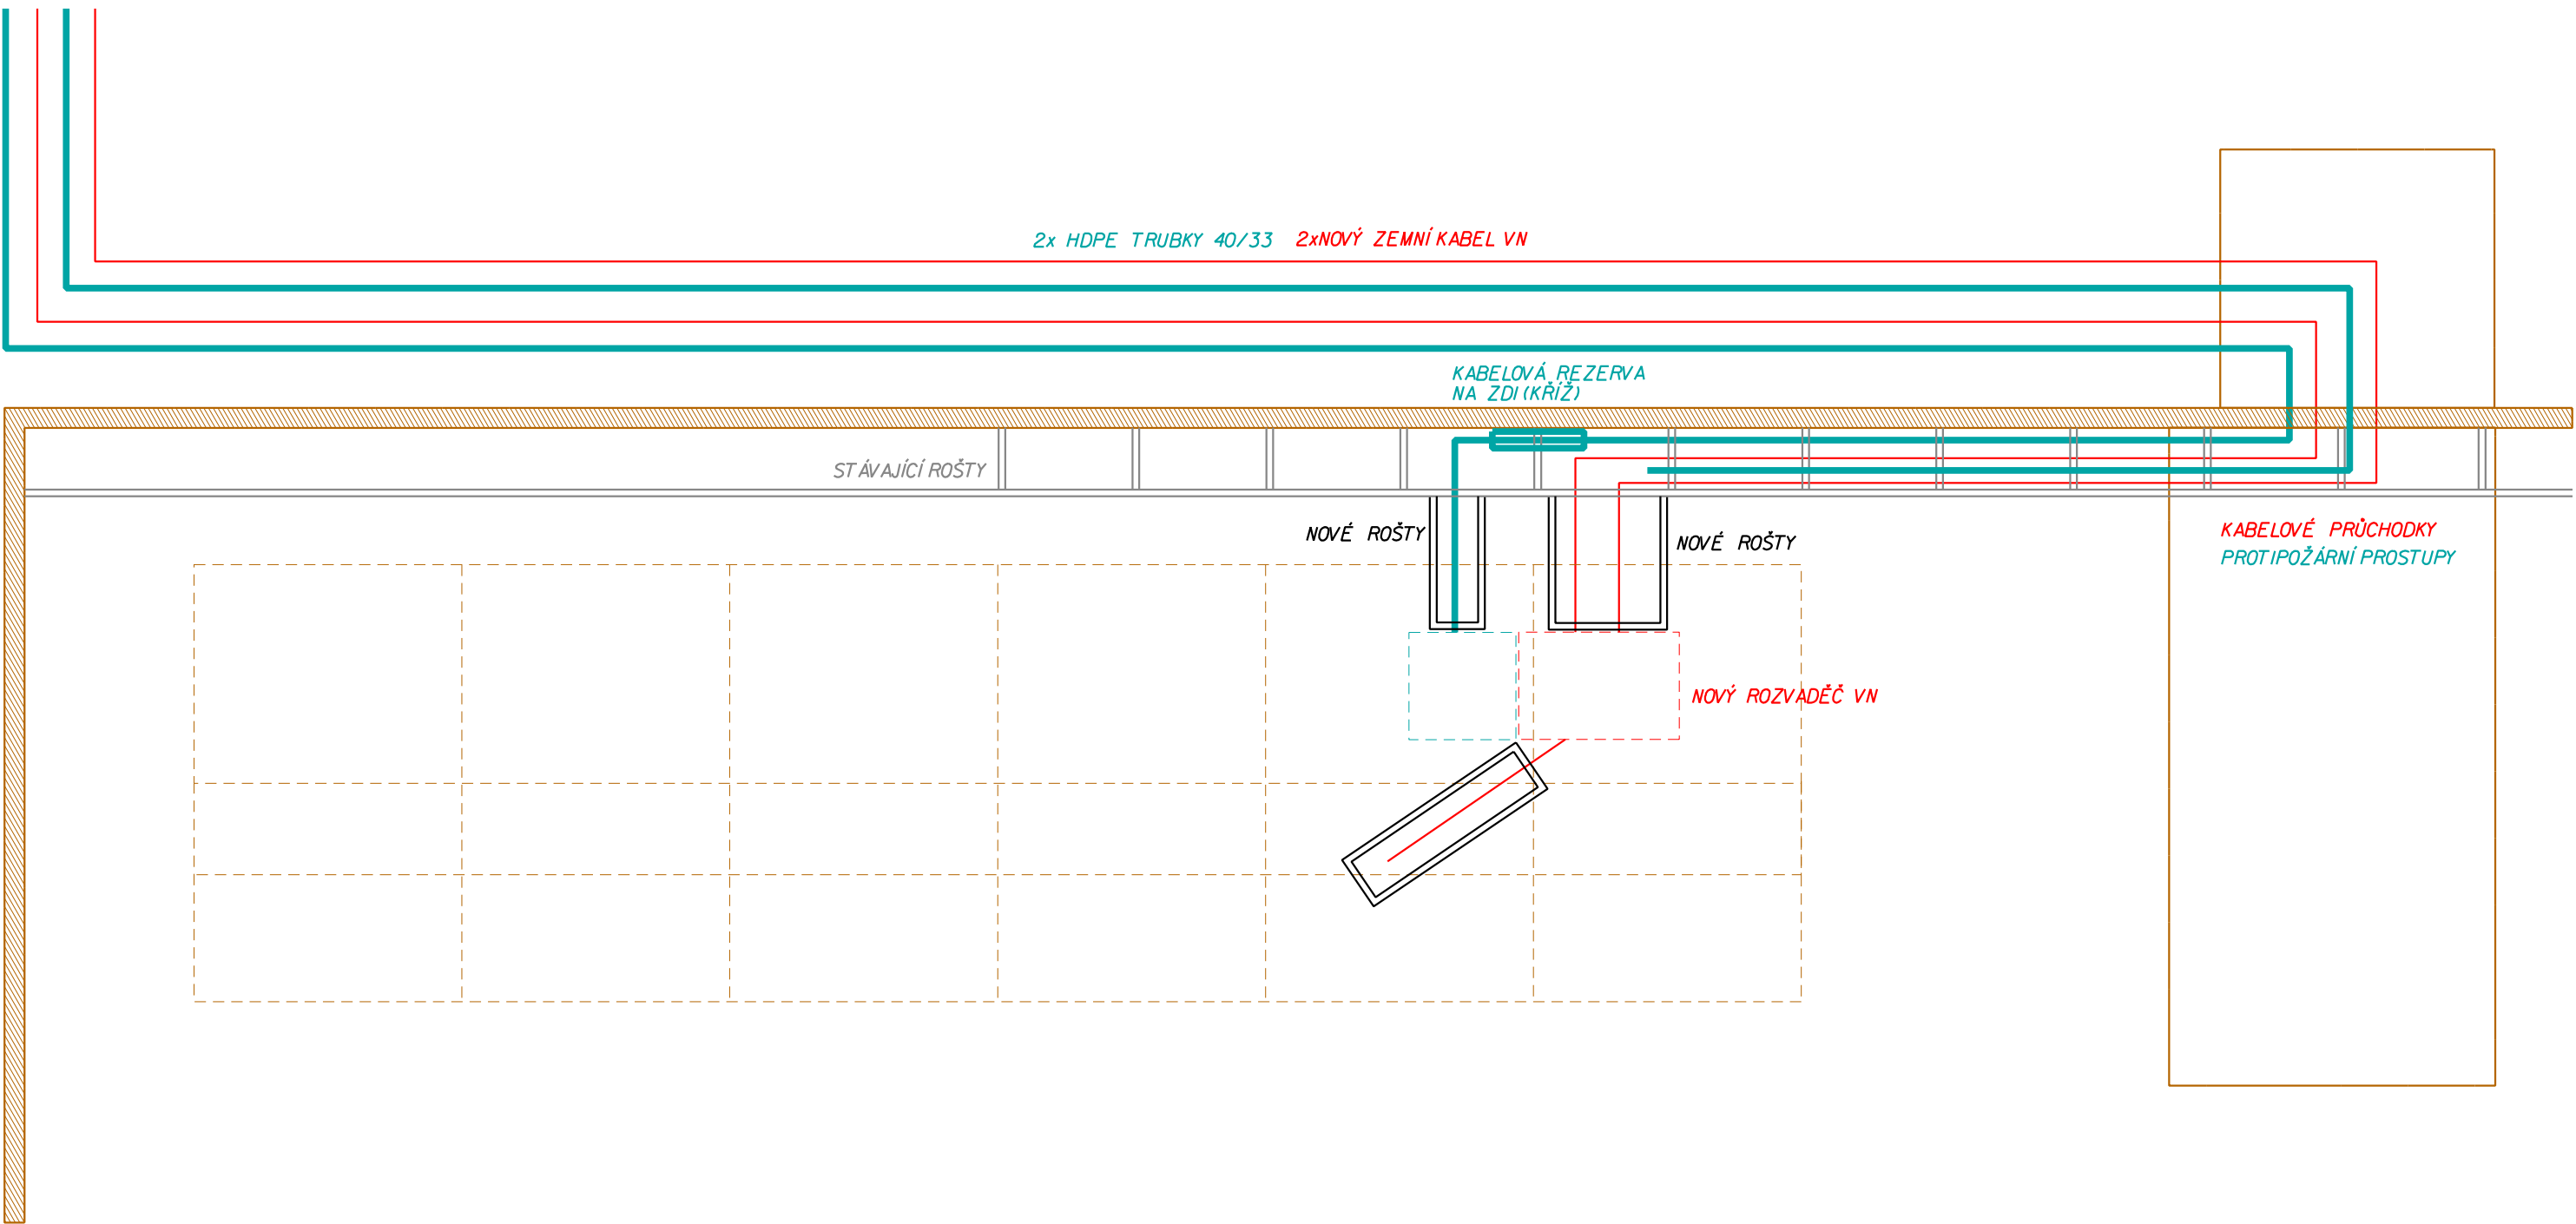 2x HDPE TRUBKY 40/33 2xNOVÝ ZEMNÍ KABEL VN
KABELOVÁ REZERVA
NA ZDI (KŘÍŽ)
STÁVAJÍCÍ ROŠTY
NOVÉ ROŠTY
NOVÉ ROŠTY
KABELOVÉ PRŮCHODKY
PROTIPOŽÁRNÍ PROSTUPY
NOVÝ ROZVADĚČ VN